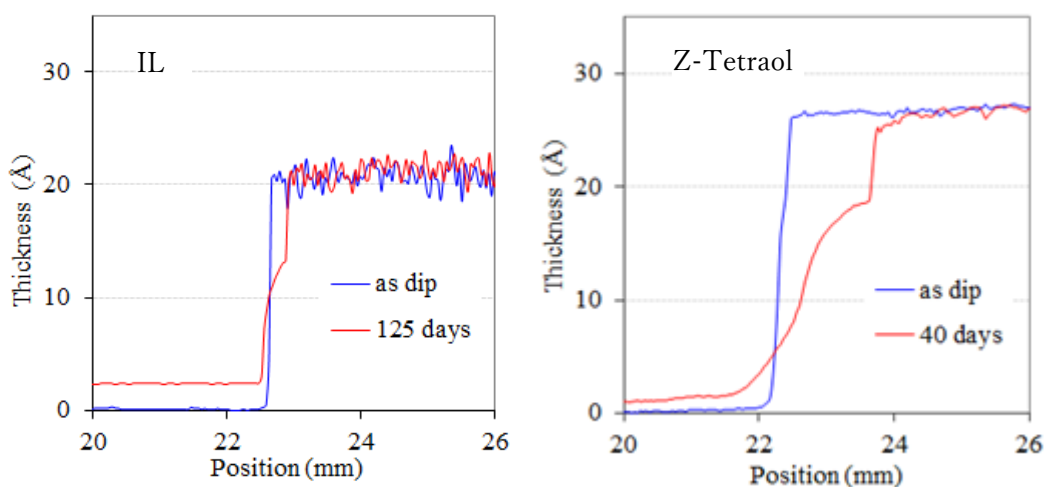 IL
Thickness (Å)
30
20
10
0
as dip
125 days
20 22 24 26
Position (mm)
Z-Tetraol
Thickness (Å)
30
20
10
0
as dip
40 days
20 22 24 26
Position (mm)